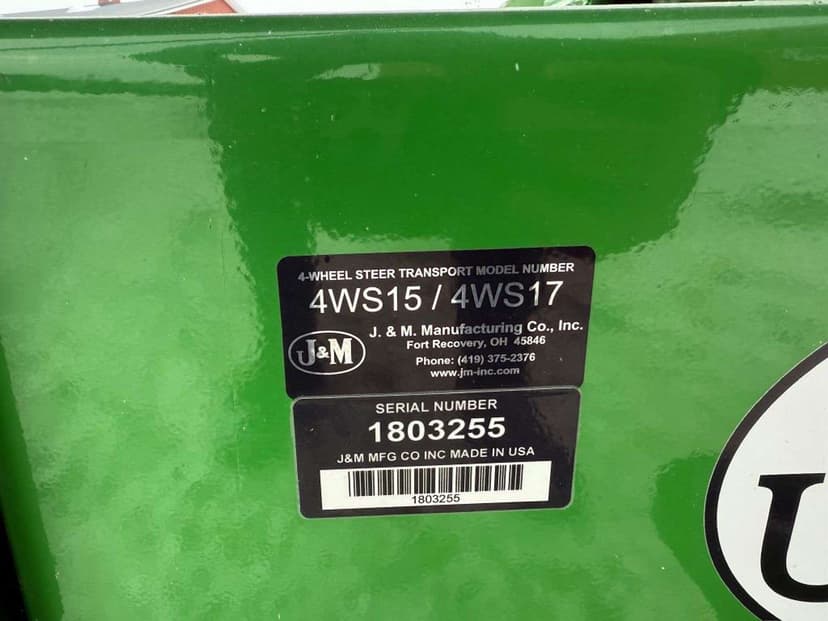 4-WHEEL STEER TRANSPORT MODEL NUMBER
4WS15 / 4WS17
J&M
J. & M. Manufacturing Co., Inc.
Fort Recovery, OH 45846
Phone: (419) 375-2376
www.jm-inc.com
SERIAL NUMBER
1803255
J&M MFG CO INC MADE IN USA
1803255
J